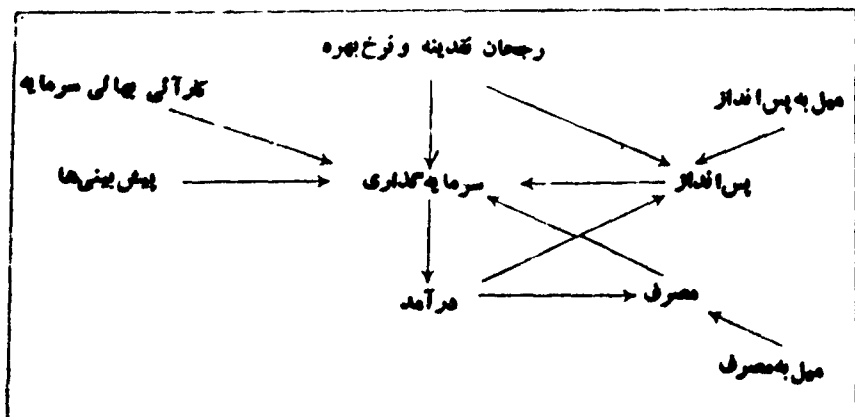 رجحان نقدینه و نرخ بهره
کارآئی نهائی سرمایه
میل به پس‌انداز
پیش‌بینی‌ها
سرمایه‌گذاری
پس‌انداز
درآمد
مصرف
میل به مصرف